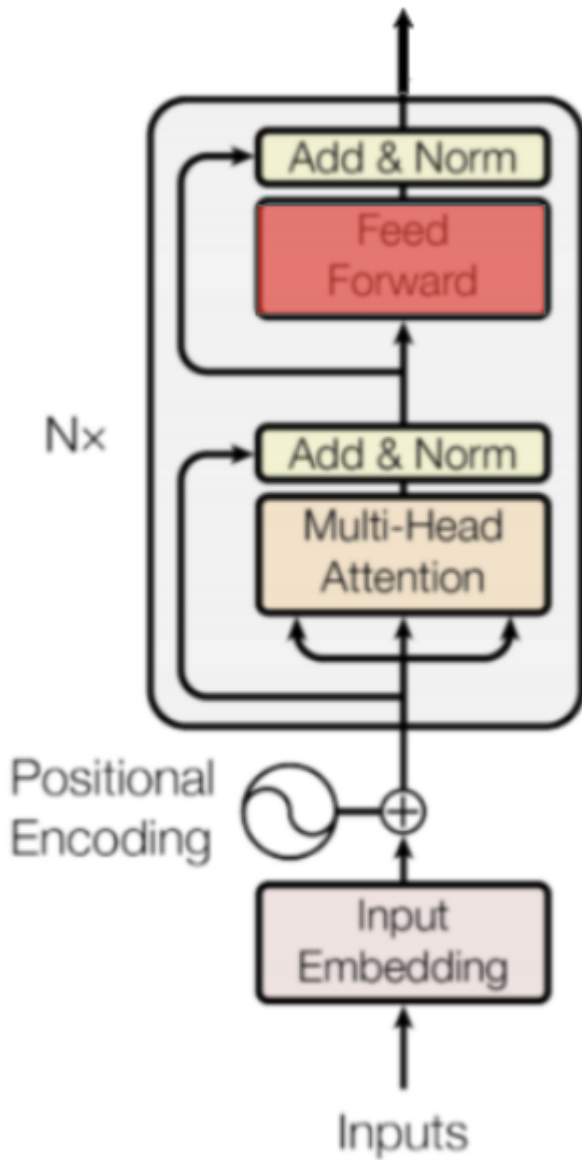 Add & Norm
Feed
Forward
Nx
Add & Norm
Multi-Head
Attention
Positional
Encoding
Input
Embedding
Inputs